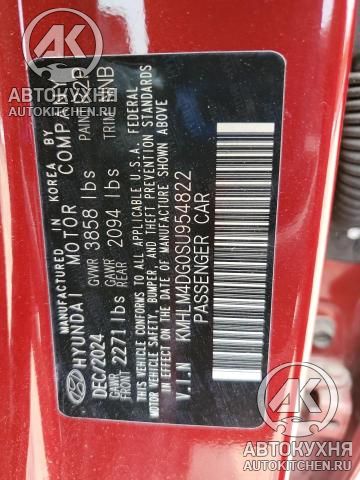 MANUFACTURED IN KOREA BY
HYUNDAI MOTOR COMPANY
DEC/2024 GVWR 3858 lbs
GAWR FRONT 2271 lbs GAWR REAR 2094 lbs
THIS VEHICLE CONFORMS TO ALL APPLICABLE U.S.A. FEDERAL
MOTOR VEHICLE SAFETY, BUMPER, AND THEFT PREVENTION STANDARDS
IN EFFECT ON THE DATE OF MANUFACTURE SHOWN ABOVE.
V.I.N KMHLM4DG0SU954822
PASSENGER CAR
PAINT
TRIM
АВТОКУХНЯ
AUTOKITCHEN.RU
АВТОКУХНЯ
AUTOKITCHEN.RU